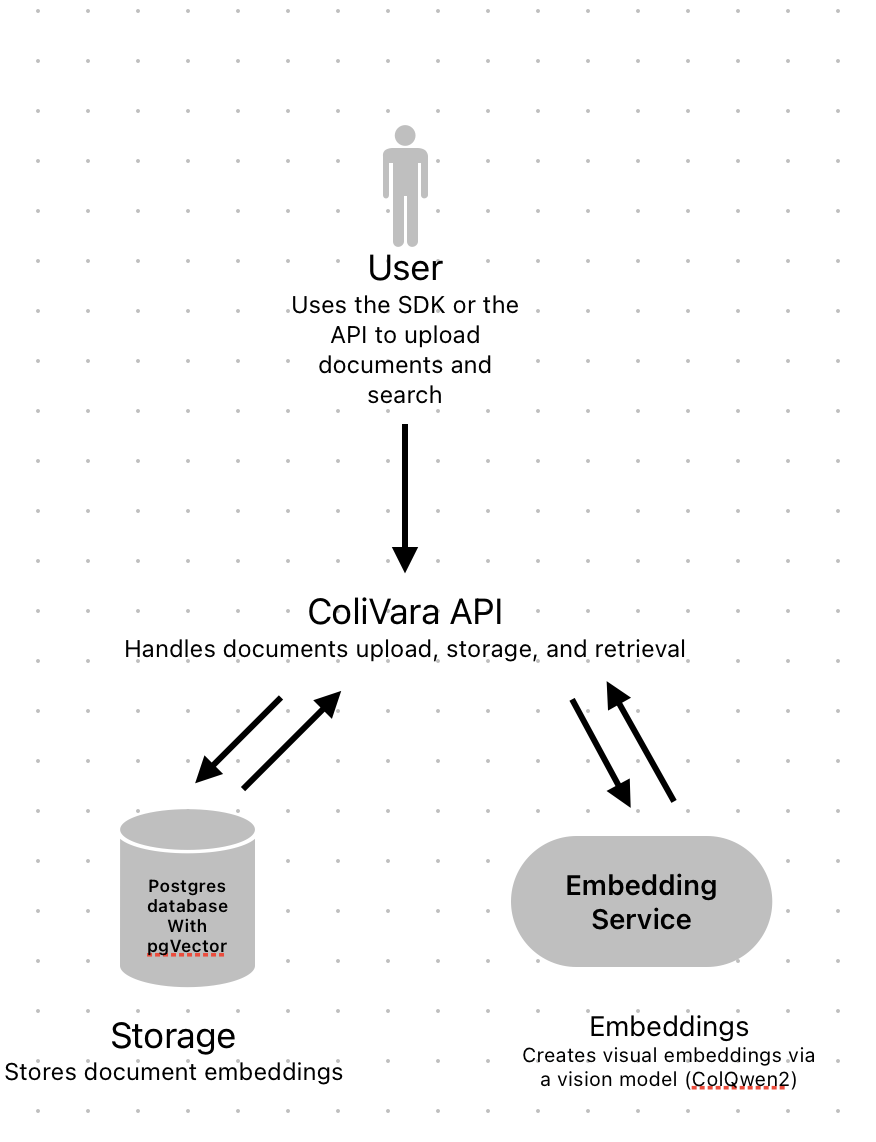 User
Uses the SDK or the
API to upload
documents and
search
ColiVara API
Handles documents upload, storage, and retrieval
Postgres
database
With
pgVector
Storage
Stores document embeddings
Embedding
Service
Embeddings
Creates visual embeddings via
a vision model (ColQwen2)